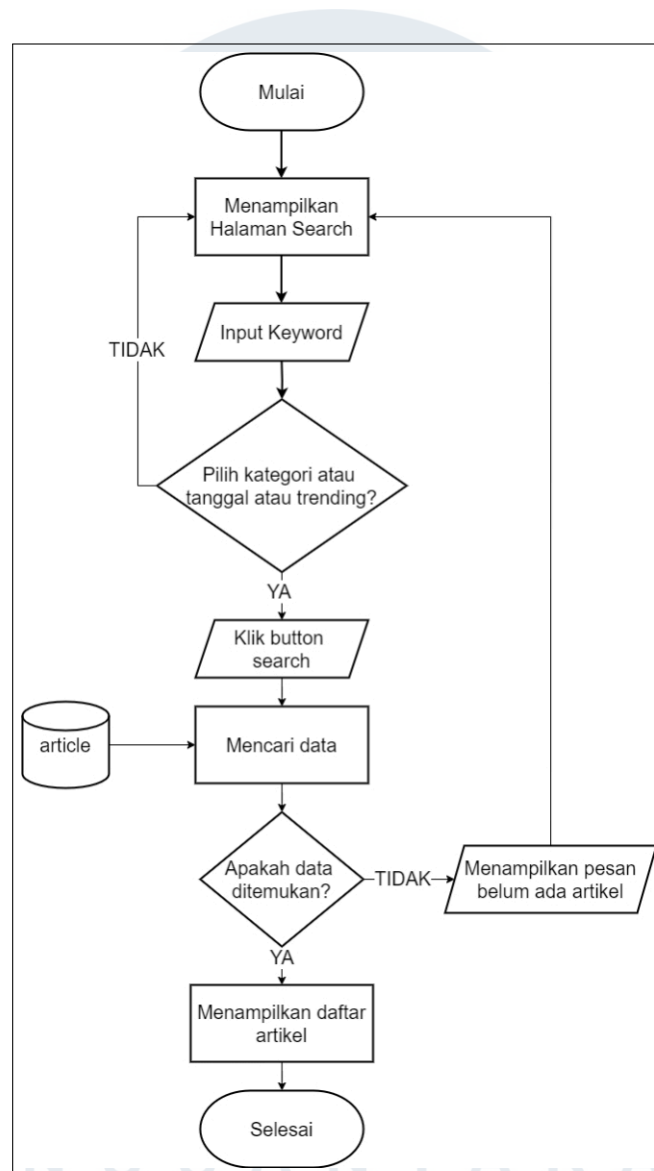 Mulai
Menampilkan
Halaman Search
Input Keyword
TIDAK
Pilih kategori atau
tanggal atau trending?
YA
Klik button
search
article
Mencari data
Apakah data
ditemukan?
TIDAK
Menampilkan pesan
belum ada artikel
YA
Menampilkan daftar
artikel
Selesai